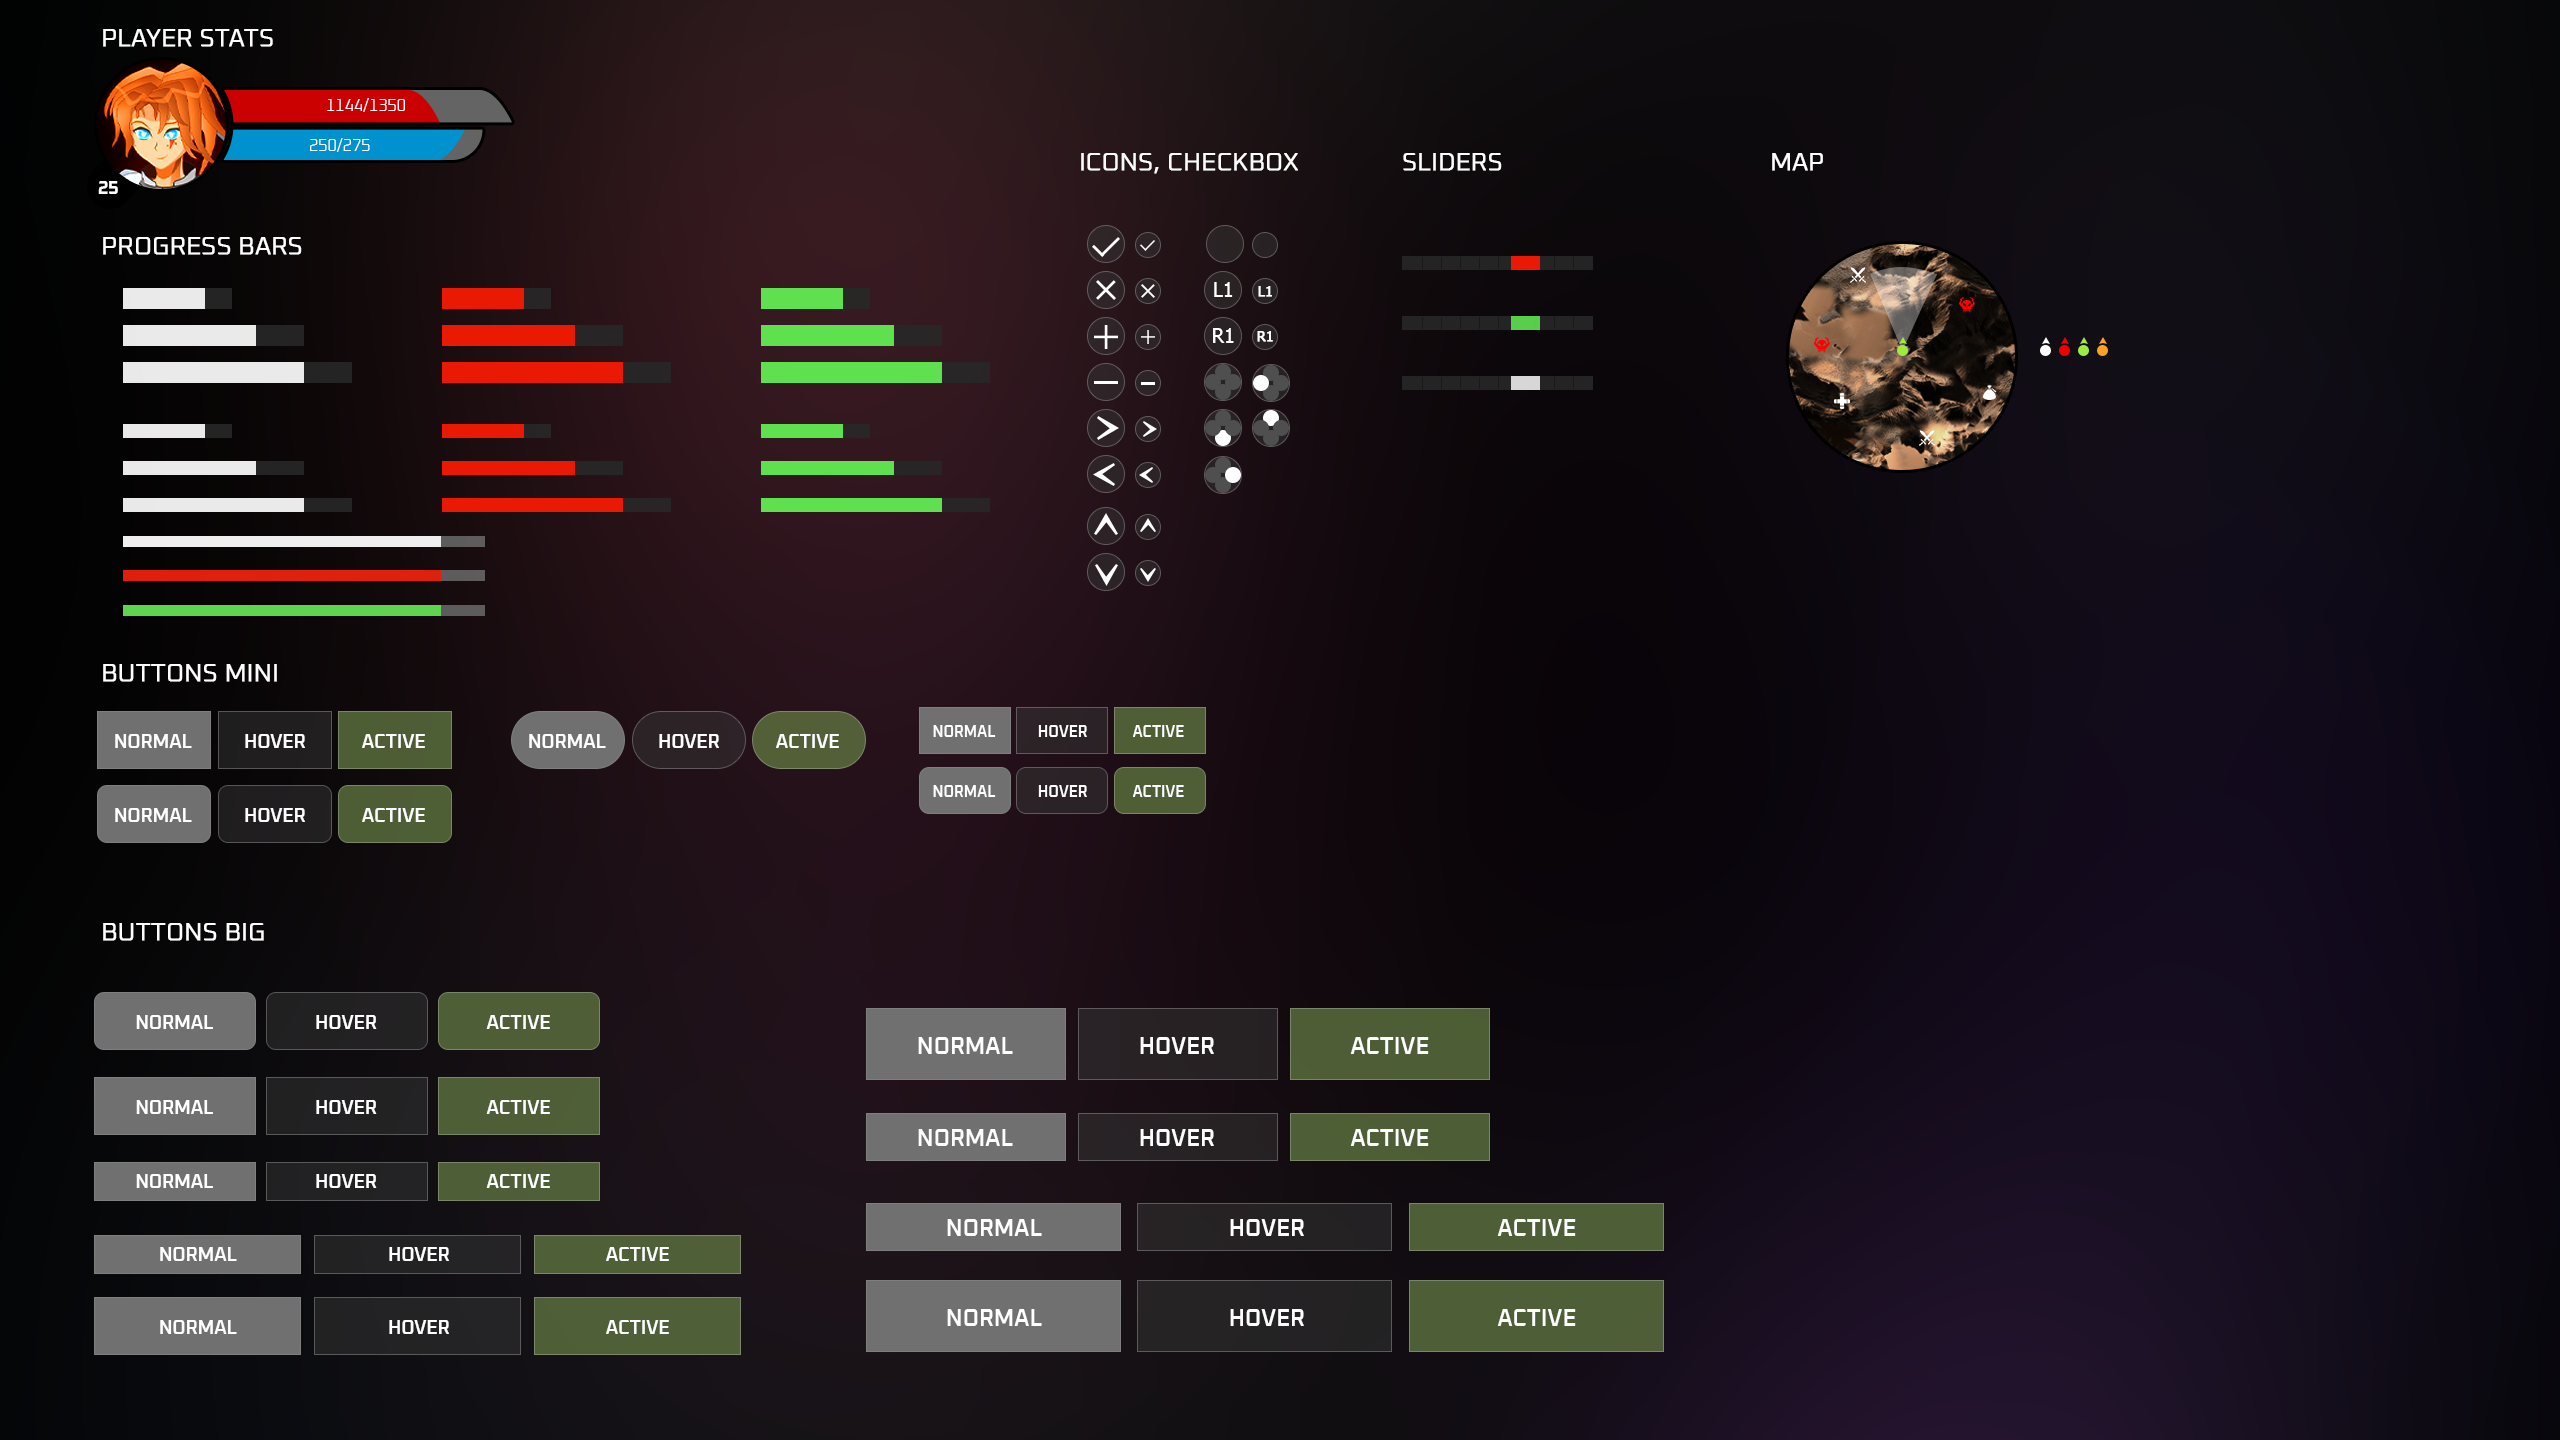 PLAYER STATS
1144/1350
250/275
25
ICONS, CHECKBOX
SLIDERS
MAP
PROGRESS BARS
L1 L1
R1 R1
BUTTONS MINI
NORMAL HOVER ACTIVE
NORMAL HOVER ACTIVE
NORMAL HOVER ACTIVE
NORMAL HOVER ACTIVE
NORMAL HOVER ACTIVE
BUTTONS BIG
NORMAL HOVER ACTIVE
NORMAL HOVER ACTIVE
NORMAL HOVER ACTIVE
NORMAL HOVER ACTIVE
NORMAL HOVER ACTIVE
NORMAL HOVER ACTIVE
NORMAL HOVER ACTIVE
NORMAL HOVER ACTIVE
NORMAL HOVER ACTIVE